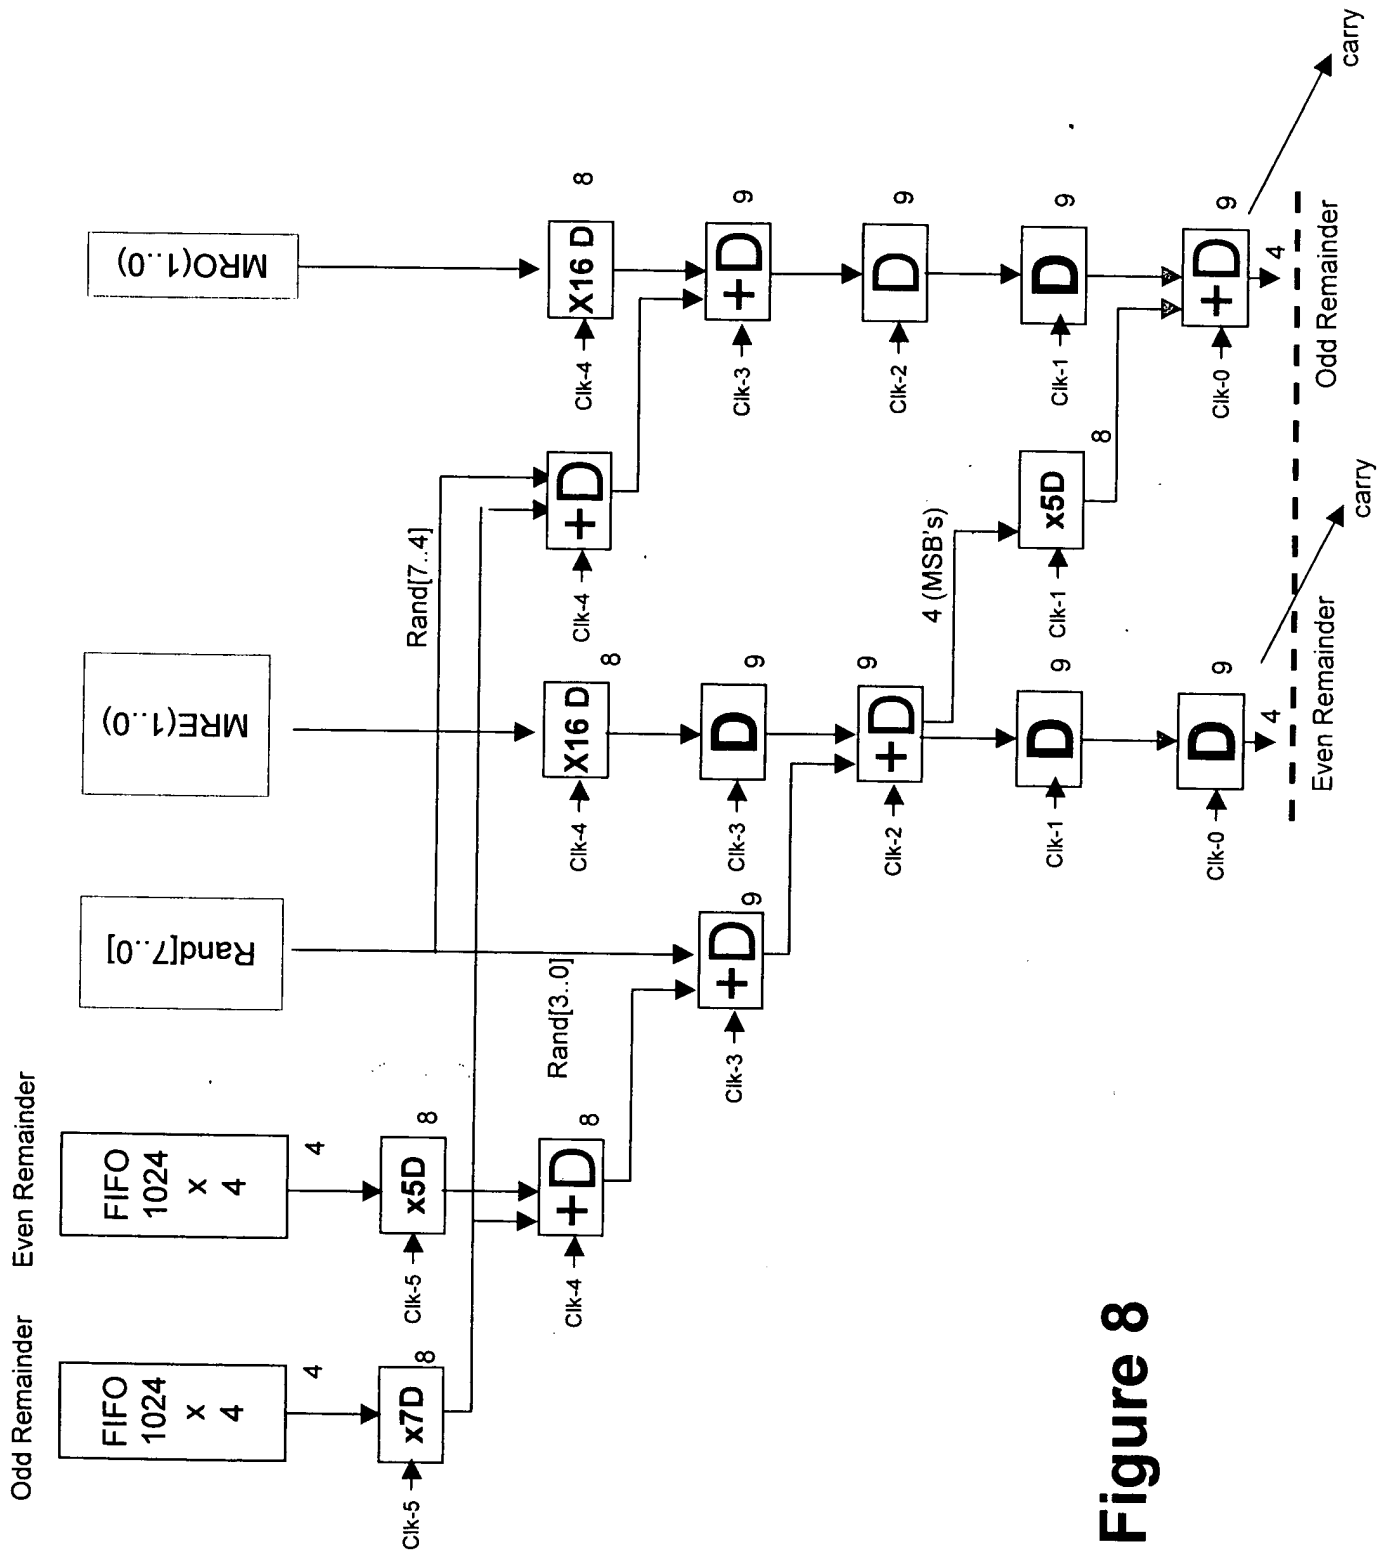 Odd Remainder
Even Remainder
FIFO
1024
x
4
FIFO
1024
x
4
Rand[7..0]
MRE(1..0)
MRO(1..0)
4
4
Clk-5
x7D
8
Clk-5
x5D
8
Rand[7..4]
Rand[3..0]
Clk-4
+D
8
Clk-4
X16 D
8
Clk-4
+D
Clk-4
X16 D
8
Clk-3
+D
9
Clk-3
D
9
Clk-3
+D
9
Clk-2
+D
9
4 (MSB's)
Clk-2
D
9
Clk-1
D
9
Clk-1
x5D
8
Clk-1
D
9
Clk-0
D
9
4
carry
Clk-0
+D
9
4
carry
Even Remainder
Odd Remainder
Figure 8